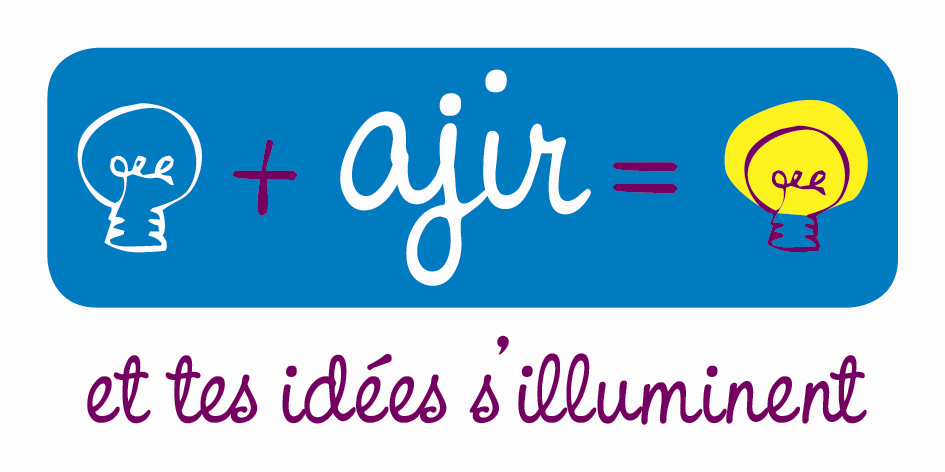 + ajir =
et tes idées s'illuminent